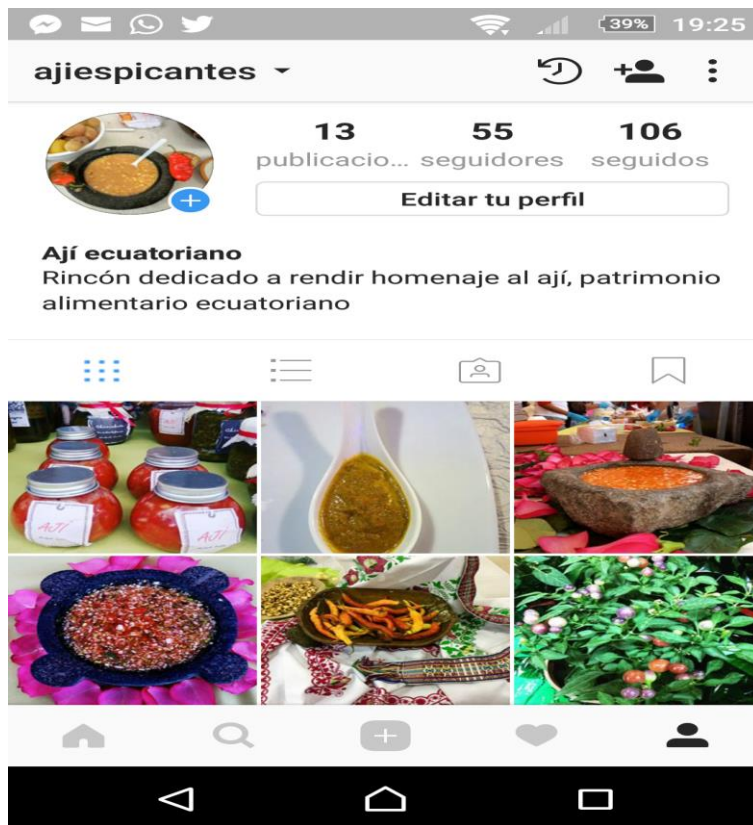 39% 19:25
ajiespicantes
13 55 106
publicacio... seguidores seguidos
Editar tu perfil
Ají ecuatoriano
Rincón dedicado a rendir homenaje al ají, patrimonio
alimentario ecuatoriano
AJÍ
AJÍ